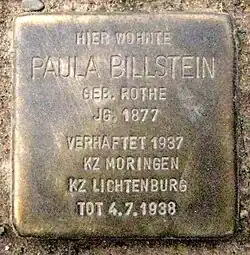 HIER WOHNTE
PAULA BILLSTEIN
GEB. ROTHE
JG. 1877
VERHAFTET 1937
KZ MORINGEN
KZ LICHTENBURG
TOT 4.7.1938